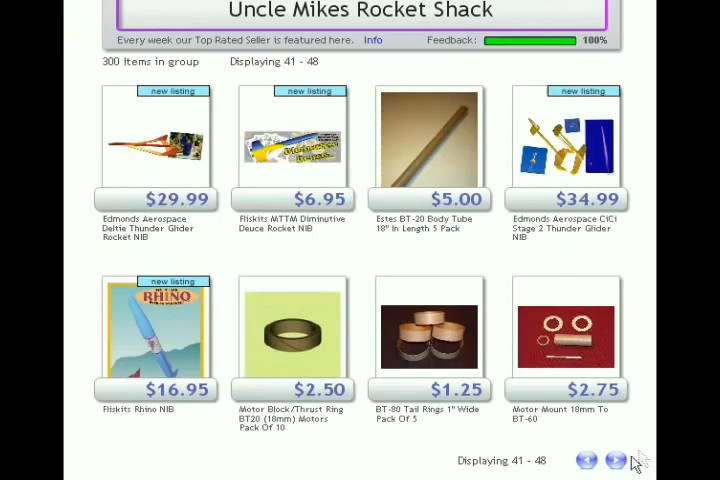 Uncle Mikes Rocket Shack
Every week our Top Rated Seller is featured here. Info Feedback: 100%
300 Items in group Displaying 41 - 48
new listing
new listing
new listing
$29.99
$6.95
$5.00
$34.99
Edmonds Aerospace
Deltie Thunder Glider
Rocket NIB
Fliskits MTTM Diminutive
Deuce Rocket NIB
Estes BT-20 Body Tube
18" In Length 5 Pack
Edmonds Aerospace CiCi
Stage 2 Thunder Glider
NIB
new listing
RHINO
$16.95
$2.50
$1.25
$2.75
Fliskits Rhino NIB
Motor Block/Thrust Ring
BT20 (18mm) Motors
Pack Of 10
BT-80 Tail Rings 1" Wide
Pack Of 5
Motor Mount 18mm To
BT-60
Displaying 41 - 48